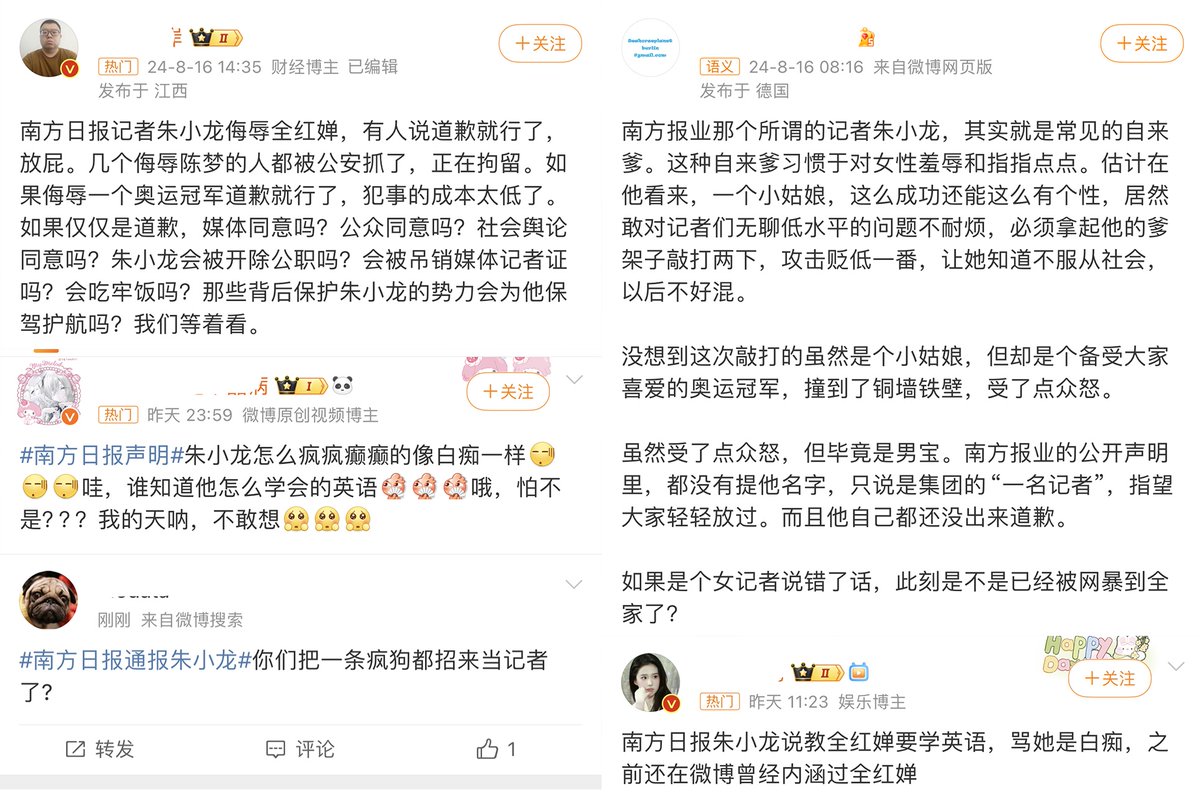 II
+关注
热门 24-8-16 14:35 财经博主 已编辑
发布于 江西
南方日报记者朱小龙侮辱全红婵，有人说道歉就行了，
放屁。几个侮辱陈梦的人都被公安抓了，正在拘留。如
果侮辱一个奥运冠军道歉就行了，犯事的成本太低了。
如果仅仅是道歉，媒体同意吗？公众同意吗？社会舆论
同意吗？朱小龙会被开除公职吗？会被吊销媒体记者证
吗？会吃牢饭吗？那些背后保护朱小龙的势力会为他保
驾护航吗？我们等着看。
I
+关注
热门 昨天 23:59 微博原创视频博主
#南方日报声明#朱小龙怎么疯疯癫癫的像白痴一样
哇，谁知道他怎么学会的英语哦，怕不
是？？？我的天呐，不敢想
刚刚 来自微博搜索
#南方日报通报朱小龙#你们把一条疯狗都招来当记者
了？
转发 评论 1
berlin
@gmail.com
+关注
语义 24-8-16 08:16 来自微博网页版
发布于 德国
南方报业那个所谓的记者朱小龙，其实就是常见的自来
爹。这种自来爹习惯于对女性羞辱和指指点点。估计在
他看来，一个小姑娘，这么成功还能这么有个性，居然
敢对记者们无聊低水平的问题不耐烦，必须拿起他的爹
架子敲打两下，攻击贬低一番，让她知道不服从社会，
以后不好混。
没想到这次敲打的虽然是个小姑娘，但却是个备受大家
喜爱的奥运冠军，撞到了铜墙铁壁，受了点众怒。
虽然受了点众怒，但毕竟是男宝。南方报业的公开声明
里，都没有提他名字，只说是集团的“一名记者”，指望
大家轻轻放过。而且他自己都还没出来道歉。
如果是个女记者说错了话，此刻是不是已经被网暴到全
家了？
HAPPY
DAY
II
+关注
热门 昨天 11:23 娱乐博主
南方日报朱小龙说教全红婵要学英语，骂她是白痴，之
前还在微博曾经内涵过全红婵